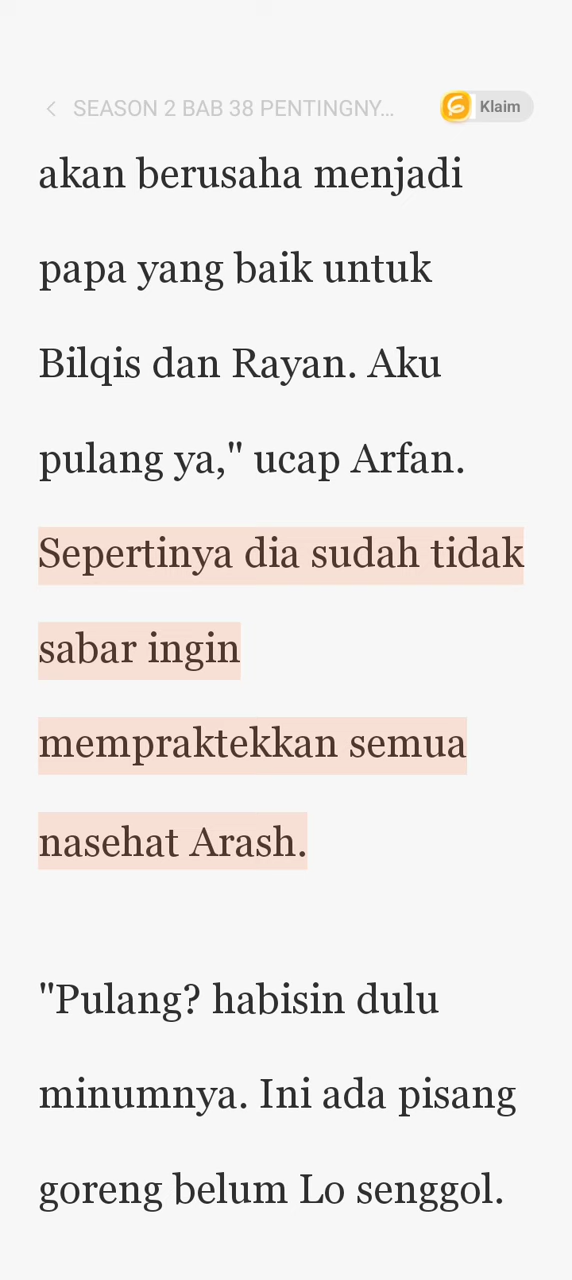 SEASON 2 BAB 38 PENTINGNY...
Klaim
akan berusaha menjadi
papa yang baik untuk
Bilqis dan Rayan. Aku
pulang ya," ucap Arfan.
Sepertinya dia sudah tidak
sabar ingin
mempraktekkan semua
nasehat Arash.
"Pulang? habisin dulu
minumnya. Ini ada pisang
goreng belum Lo senggol.